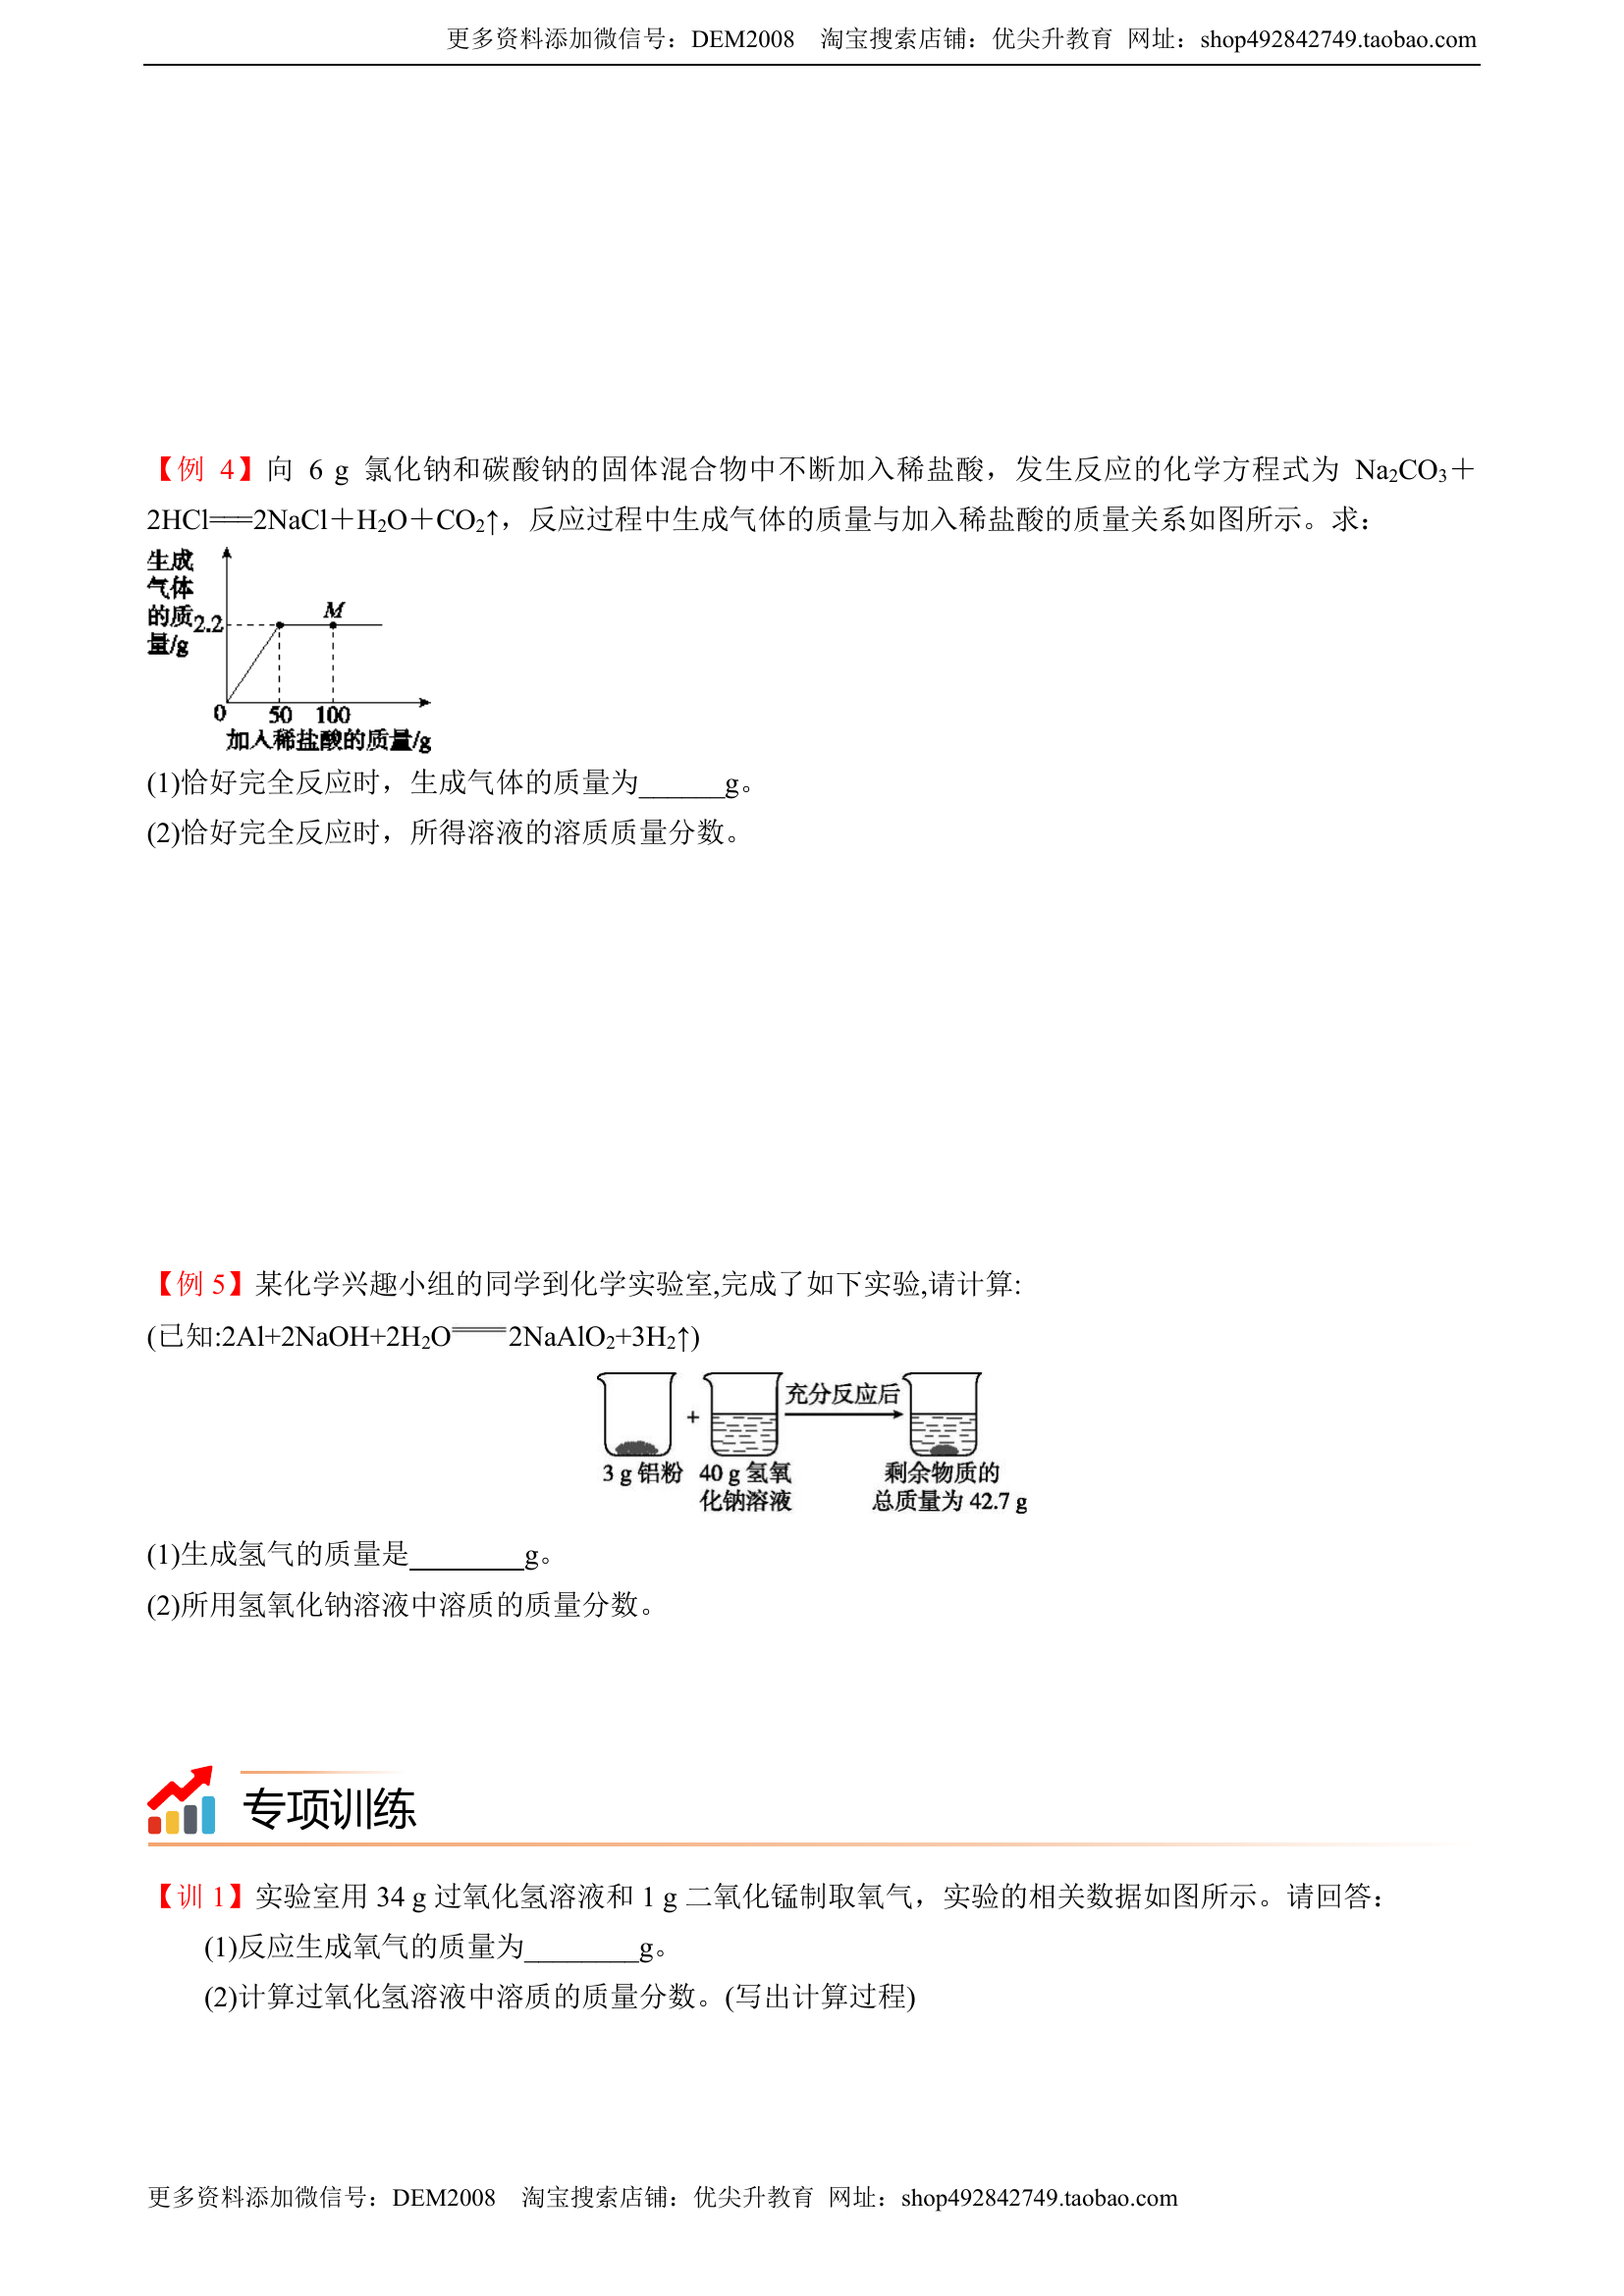 更多资料添加微信号：DEM2008 淘宝搜索店铺：优尖升教育 网址：shop492842749.taobao.com
【例 4】向 6 g 氯化钠和碳酸钠的固体混合物中不断加入稀盐酸，发生反应的化学方程式为 Na₂CO₃＋
2HCl===2NaCl＋H₂O＋CO₂↑，反应过程中生成气体的质量与加入稀盐酸的质量关系如图所示。求：
生成
气体
的质
量/g
2.2
M
0 50 100
加入稀盐酸的质量/g
(1)恰好完全反应时，生成气体的质量为______g。
(2)恰好完全反应时，所得溶液的溶质质量分数。
【例 5】某化学兴趣小组的同学到化学实验室,完成了如下实验,请计算:
(已知:2Al+2NaOH+2H₂O══2NaAlO₂+3H₂↑)
+ 充分反应后
3 g 铝粉 40 g 氢氧 剩余物质的
化钠溶液 总质量为 42.7 g
(1)生成氢气的质量是________g。
(2)所用氢氧化钠溶液中溶质的质量分数。
专项训练
【训 1】实验室用 34 g 过氧化氢溶液和 1 g 二氧化锰制取氧气，实验的相关数据如图所示。请回答：
(1)反应生成氧气的质量为________g。
(2)计算过氧化氢溶液中溶质的质量分数。(写出计算过程)
更多资料添加微信号：DEM2008 淘宝搜索店铺：优尖升教育 网址：shop492842749.taobao.com